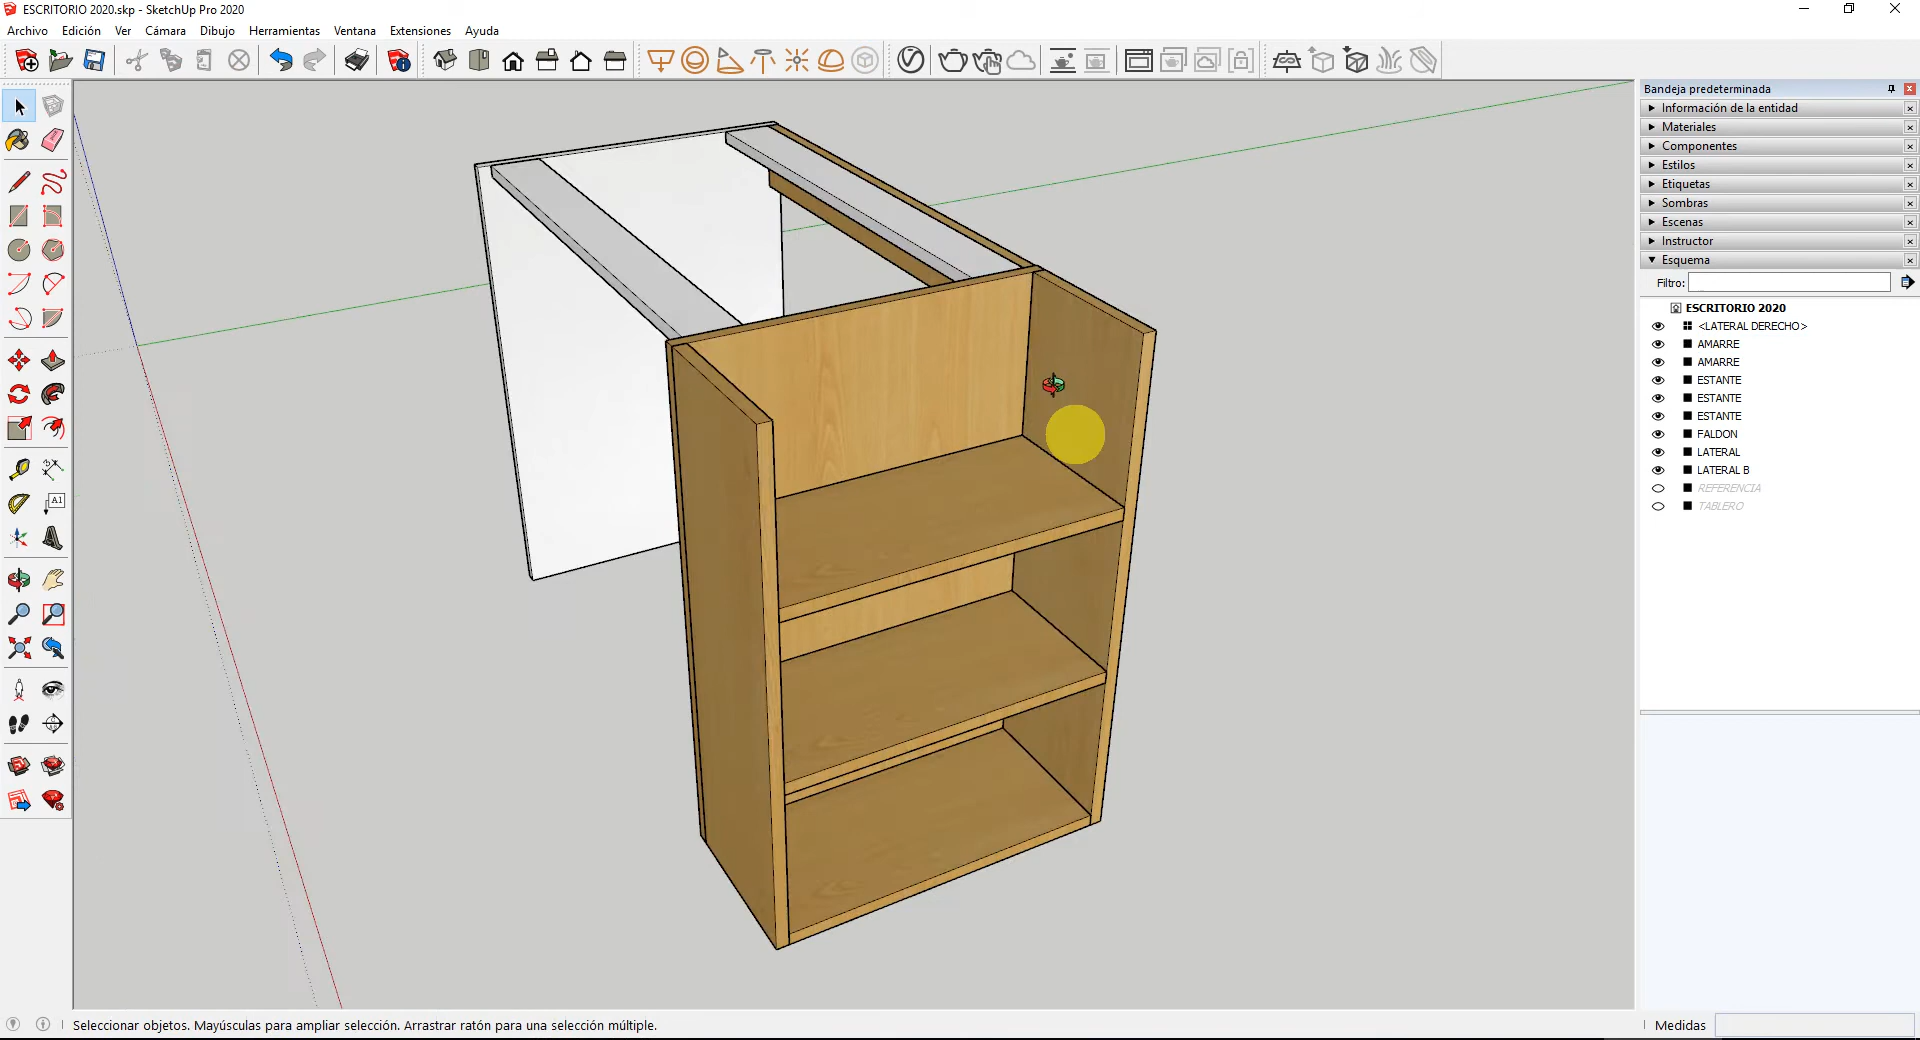 ESCRITORIO 2020.skp - SketchUp Pro 2020
Archivo Edición Ver Cámara Dibujo Herramientas Ventana Extensiones Ayuda
Bandeja predeterminada
Información de la entidad
Materiales
Componentes
Estilos
Etiquetas
Sombras
Escenas
Instructor
Esquema
Filtro:
ESCRITORIO 2020
<LATERAL DERECHO>
AMARRE
AMARRE
ESTANTE
ESTANTE
ESTANTE
FALDON
LATERAL
LATERAL B
REFERENCIA
TABLERO
A1
Seleccionar objetos. Mayúsculas para ampliar selección. Arrastrar ratón para una selección múltiple.
Medidas